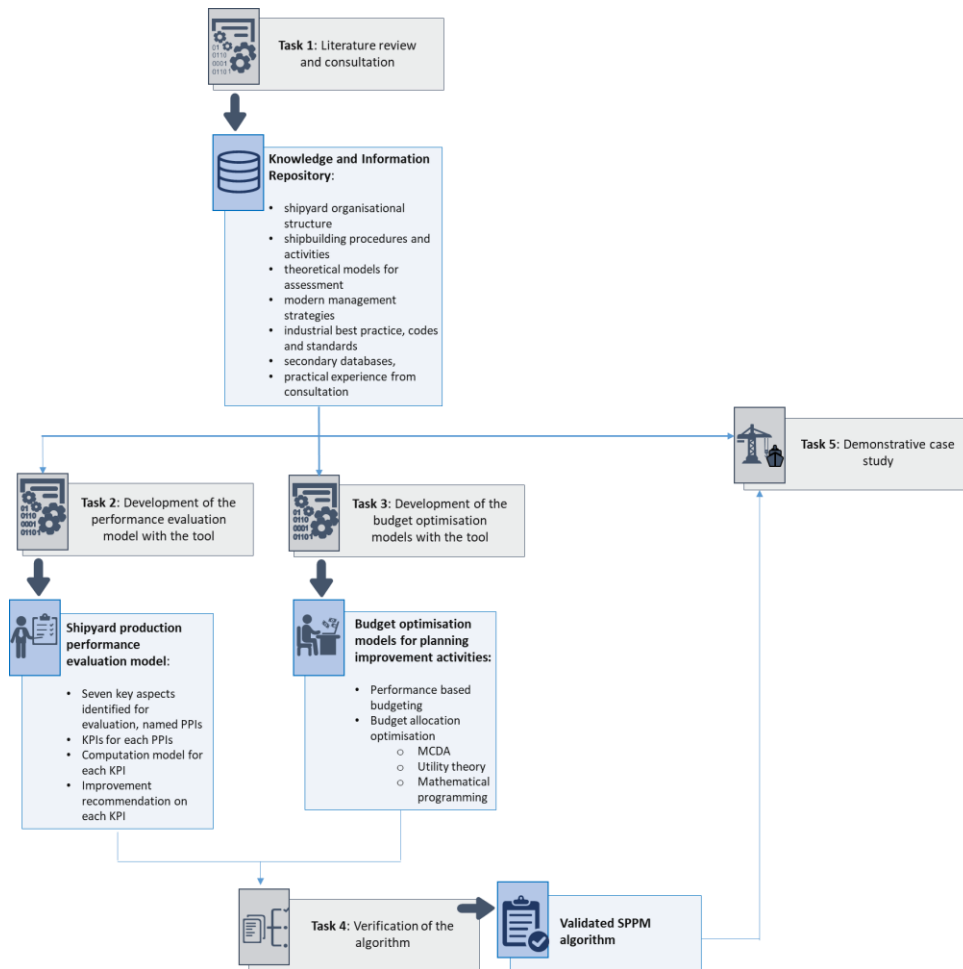 01
0110
0001
01101
Task 1: Literature review
and consultation
Knowledge and Information
Repository:
• shipyard organisational
structure
• shipbuilding procedures and
activities
• theoretical models for
assessment
• modern management
strategies
• industrial best practice, codes
and standards
• secondary databases,
• practical experience from
consultation
Task 5: Demonstrative case
study
01
0110
0001
01101
Task 2: Development of the
performance evaluation
model with the tool
01
0110
0001
01101
Task 3: Development of the
budget optimisation
models with the tool
Shipyard production
performance
evaluation model:
• Seven key aspects
identified for
evaluation, named PPIs
• KPIs for each PPIs
• Computation model for
each KPI
• Improvement
recommendation on
each KPI
Budget optimisation
models for planning
improvement activities:
• Performance based
budgeting
• Budget allocation
optimisation
o MCDA
o Utility theory
o Mathematical
programming
Task 4: Verification of the
algorithm
Validated SPPM
algorithm